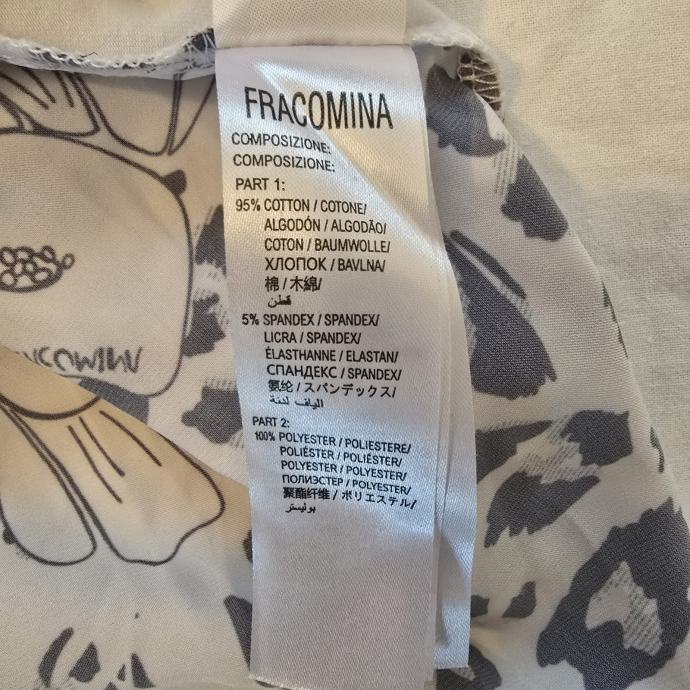 FRACOMINA
COMPOSIZIONE:
COMPOSIZIONE:
PART 1:
95% COTTON / COTONE/
ALGODÓN / ALGODÃO/
COTON / BAUMWOLLE/
ХЛОПОК / BAVLNA/
棉 / 木綿/
قطن
5% SPANDEX / SPANDEX/
LICRA / SPANDEX/
ÉLASTHANNE / ELASTAN/
СПАНДЕКС / SPANDEX/
氨纶 / スパンデックス/
الياف لدنة
PART 2:
100% POLYESTER / POLIESTERE/
POLIÉSTER / POLIÉSTER/
POLYESTER / POLYESTER/
ПОЛИЭСТЕР / POLYESTER/
聚酯纤维 / ポリエステル/
بوليستر